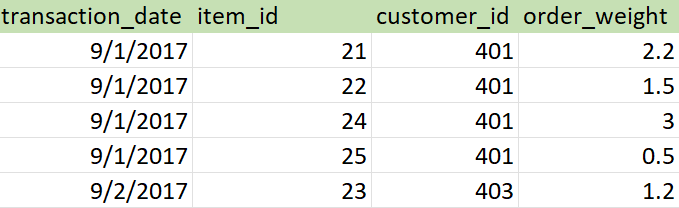 transaction_date item_id customer_id order_weight
9/1/2017 21 401 2.2
9/1/2017 22 401 1.5
9/1/2017 24 401 3
9/1/2017 25 401 0.5
9/2/2017 23 403 1.2